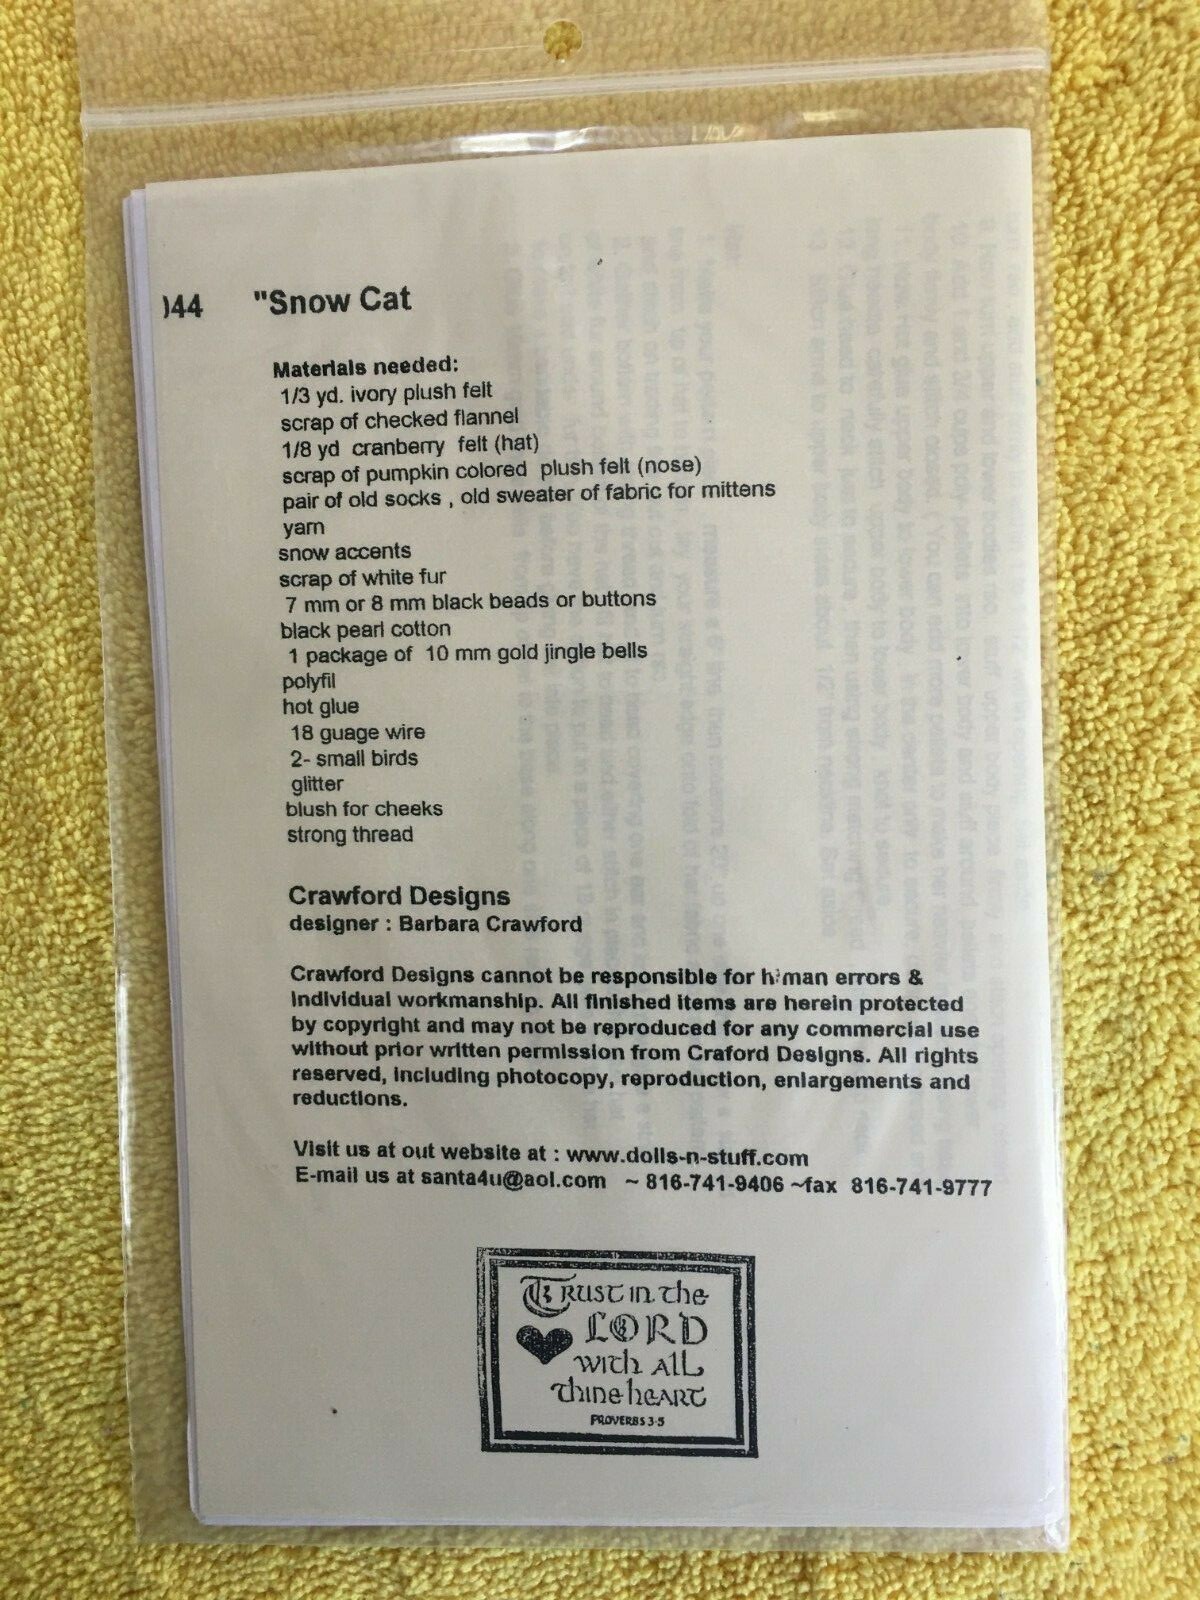 )44 "Snow Cat
Materials needed:
1/3 yd. ivory plush felt
scrap of checked flannel
1/8 yd cranberry felt (hat)
scrap of pumpkin colored plush felt (nose)
pair of old socks , old sweater of fabric for mittens
yarn
snow accents
scrap of white fur
7 mm or 8 mm black beads or buttons
black pearl cotton
1 package of 10 mm gold jingle bells
polyfil
hot glue
18 guage wire
2- small birds
glitter
blush for cheeks
strong thread
Crawford Designs
designer : Barbara Crawford
Crawford Designs cannot be responsible for human errors &
individual workmanship. All finished items are herein protected
by copyright and may not be reproduced for any commercial use
without prior written permission from Craford Designs. All rights
reserved, including photocopy, reproduction, enlargements and
reductions.
Visit us at out website at : www.dolls-n-stuff.com
E-mail us at santa4u@aol.com ~ 816-741-9406 ~fax 816-741-9777
Trust in the
LORD
with all
thine heart
PROVERBS 3-5